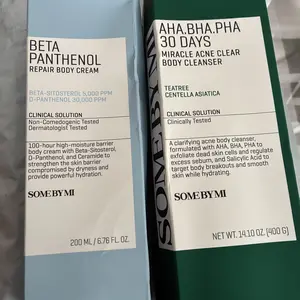 BETA
PANTHENOL
REPAIR BODY CREAM
BETA-SITOSTEROL 5,000 PPM
D-PANTHENOL 30,000 PPM
CLINICAL SOLUTION
Non-Comedogenic Tested
Dermatologist Tested
100-hour high-moisture barrier
body cream with Beta-Sitosterol,
D-Panthenol, and Ceramide to
strengthen the skin barrier
compromised by dryness and
provide powerful hydration.
SOME BY MI
200 ML / 6.76 FL. OZ.
SOME BY MI
AHA.BHA.PHA
30 DAYS
MIRACLE ACNE CLEAR
BODY CLEANSER
TEATREE
CENTELLA ASIATICA
CLINICAL SOLUTION
Clinically Tested
A clarifying acne body cleanser,
formulated with AHA, BHA, PHA to
exfoliate dead skin cells and regulate
excess sebum, and Salicylic Acid to
target body breakouts and smooth
skin while hydrating.
SOME BY MI
NET WT. 14.10 OZ. (400 G)